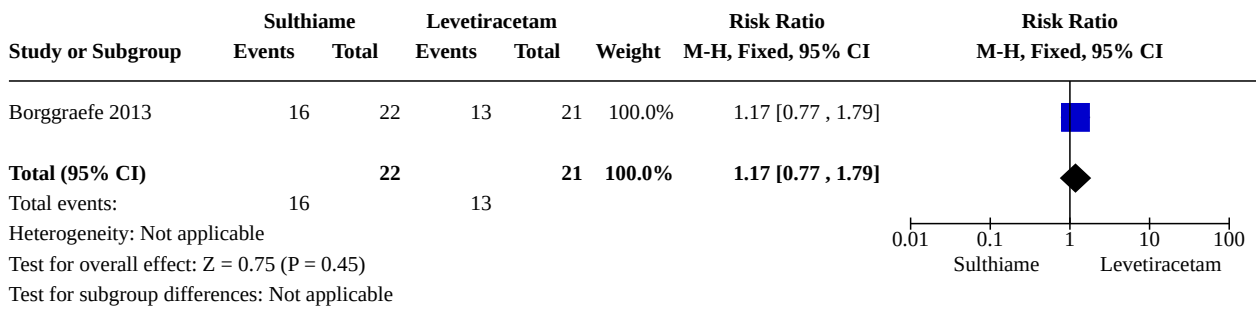 Sulthiame Levetiracetam Risk Ratio Risk Ratio
Study or Subgroup Events Total Events Total Weight M-H, Fixed, 95% CI M-H, Fixed, 95% CI
Borggraefe 2013 16 22 13 21 100.0% 1.17 [0.77 , 1.79]
Total (95% CI) 22 21 100.0% 1.17 [0.77 , 1.79]
Total events: 16 13
Heterogeneity: Not applicable 0.01 0.1 1 10 100
Test for overall effect: Z = 0.75 (P = 0.45) Sulthiame Levetiracetam
Test for subgroup differences: Not applicable